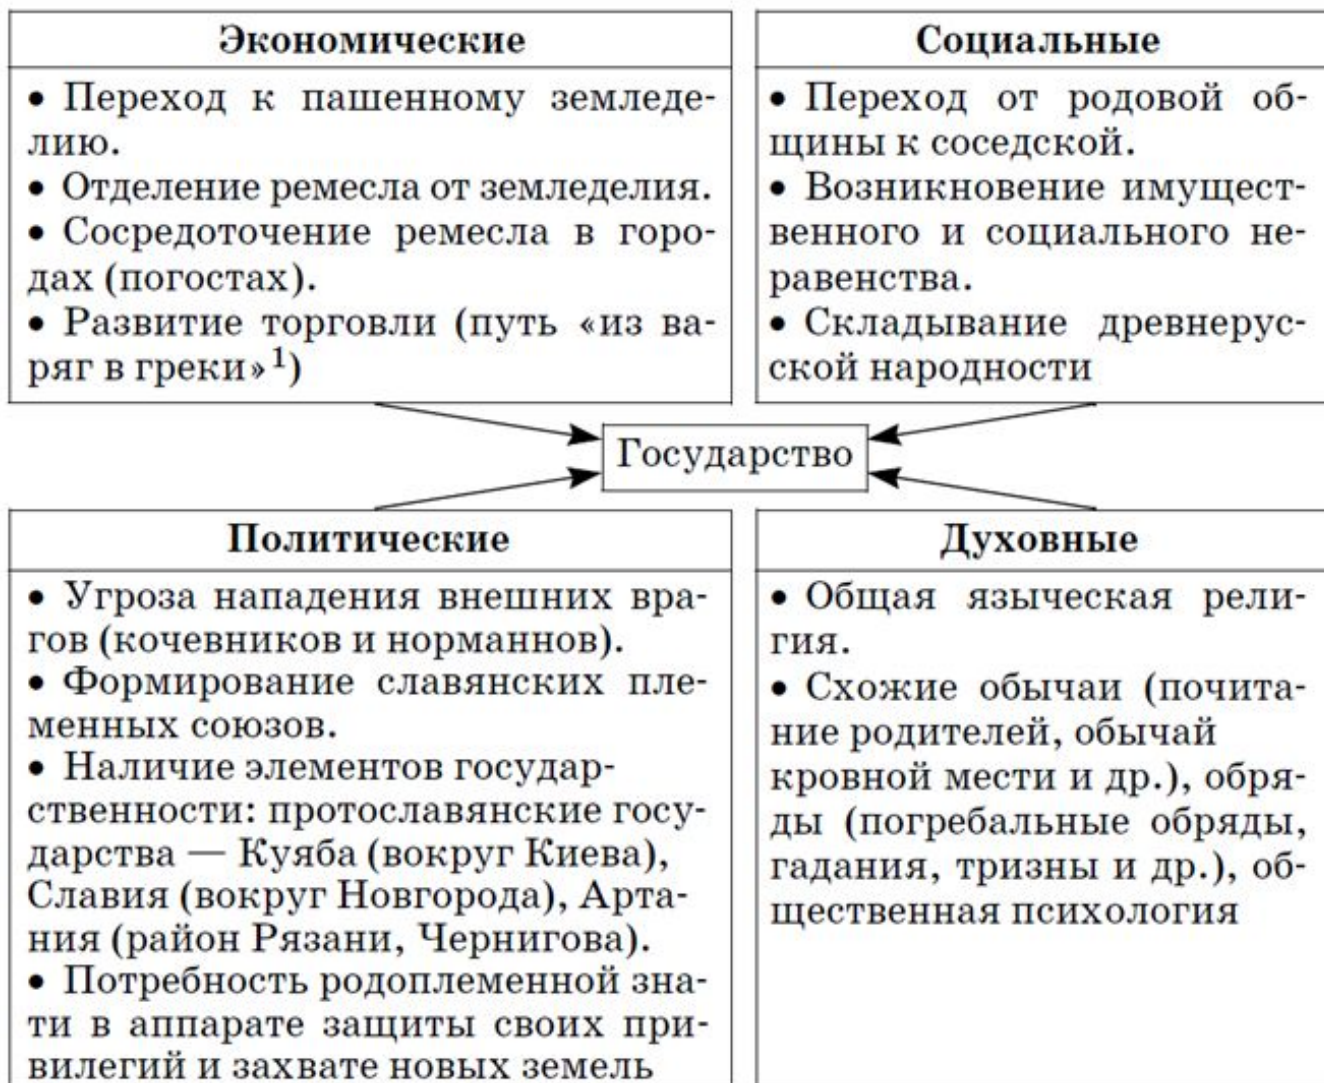 Экономические
• Переход к пашенному земледе-
лию.
• Отделение ремесла от земледелия.
• Сосредоточение ремесла в горо-
дах (погостах).
• Развитие торговли (путь «из ва-
ряг в греки»¹)
Социальные
• Переход от родовой об-
щины к соседской.
• Возникновение имущест-
венного и социального не-
равенства.
• Складывание древнерус-
ской народности
Государство
Политические
• Угроза нападения внешних вра-
гов (кочевников и норманнов).
• Формирование славянских пле-
менных союзов.
• Наличие элементов государ-
ственности: протославянские госу-
дарства — Куяба (вокруг Киева),
Славия (вокруг Новгорода), Арта-
ния (район Рязани, Чернигова).
• Потребность родоплеменной зна-
ти в аппарате защиты своих при-
вилегий и захвате новых земель
Духовные
• Общая языческая рели-
гия.
• Схожие обычаи (почита-
ние родителей, обычай
кровной мести и др.), обря-
ды (погребальные обряды,
гадания, тризны и др.), об-
щественная психология